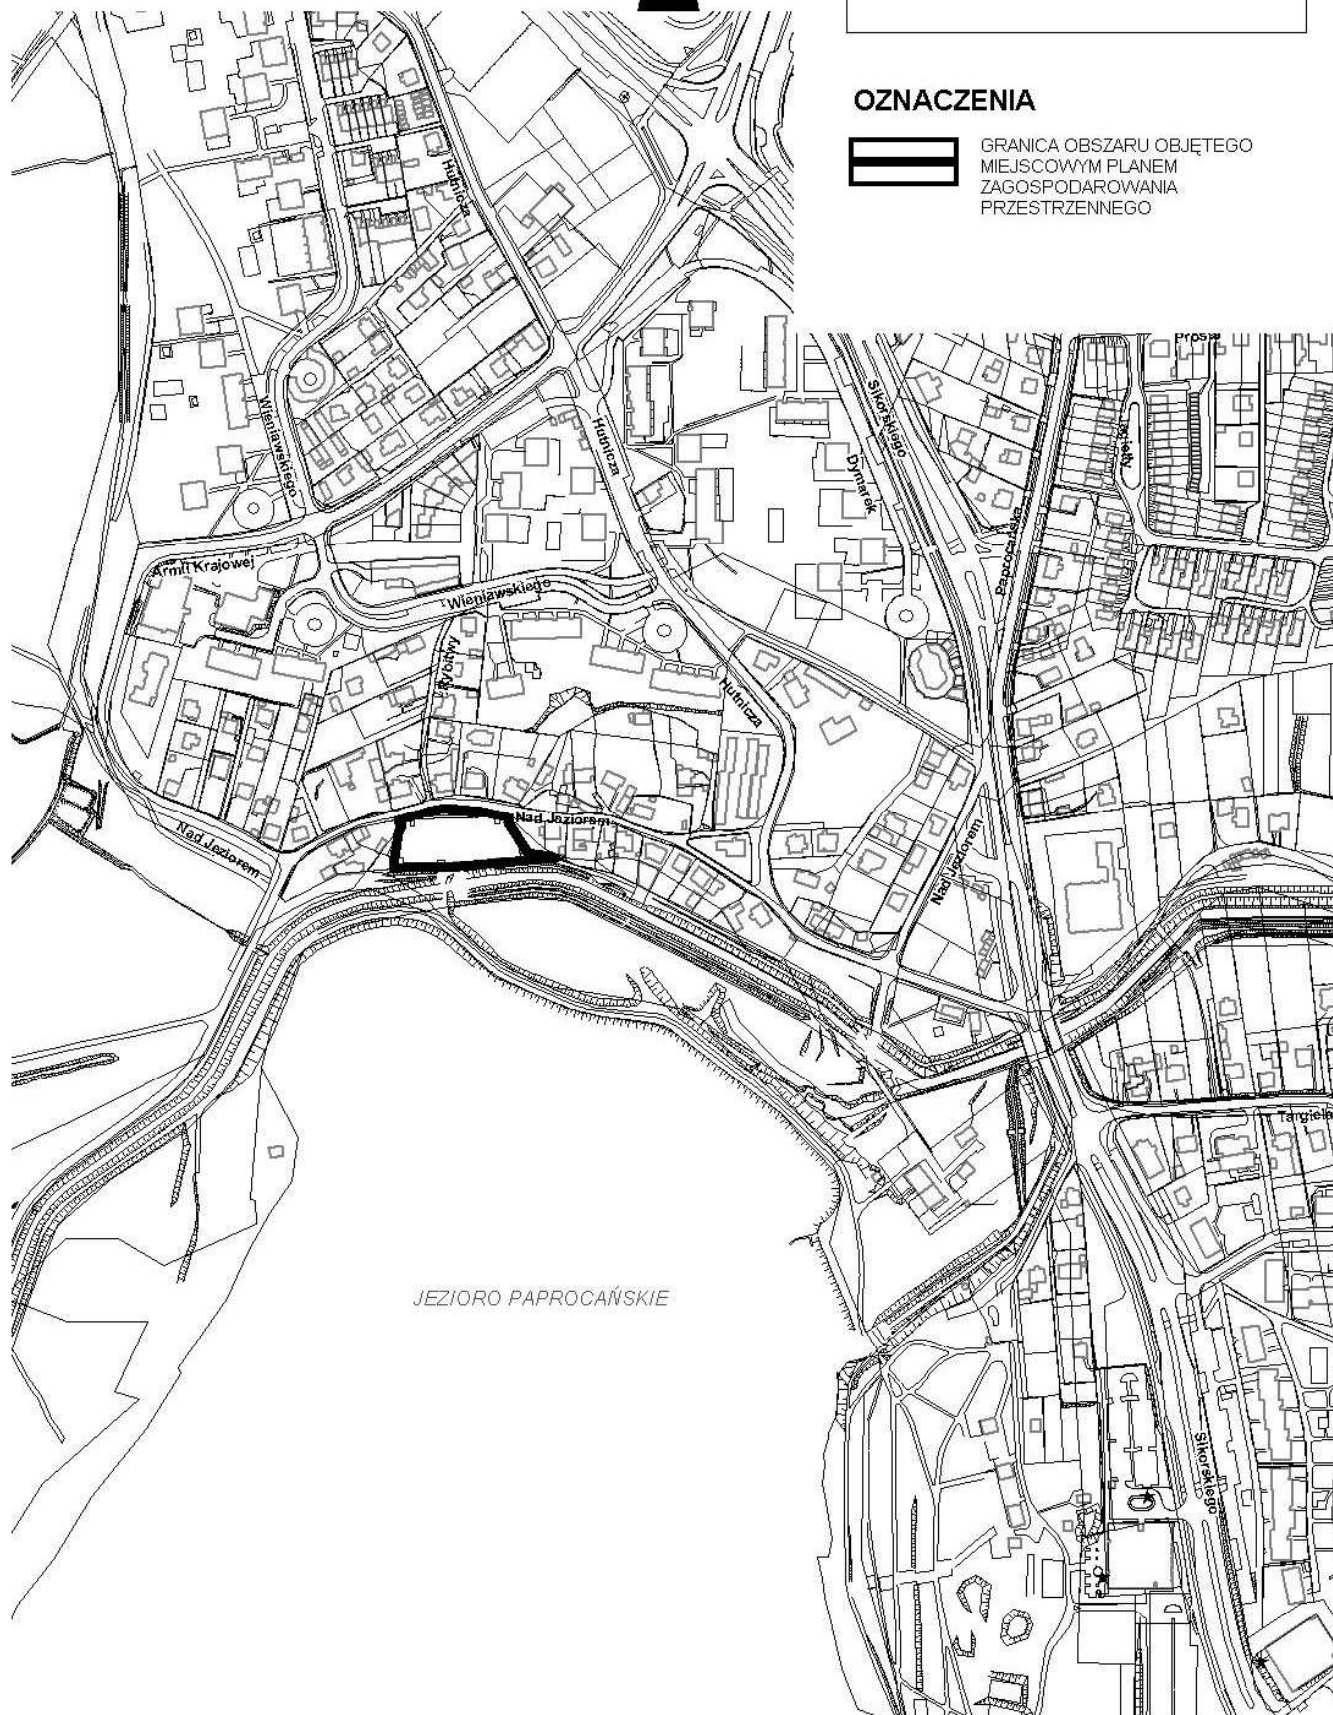 OZNACZENIA
GRANICA OBSZARU OBJĘTEGO
MIEJSCOWYM PLANEM
ZAGOSPODAROWANIA
PRZESTRZENNEGO
Hutnicza
Prosta
Sikorskiego
Wieniawskiego
Hutnicza
Dymarek
Paprocańska
Armii Krajowej
Wieniawskiego
Rybitwy
Hutnicza
Nad Jeziorem
Nad Jeziorem
Nad Jeziorem
JEZIORO PAPROCAŃSKIE
Sikorskiego